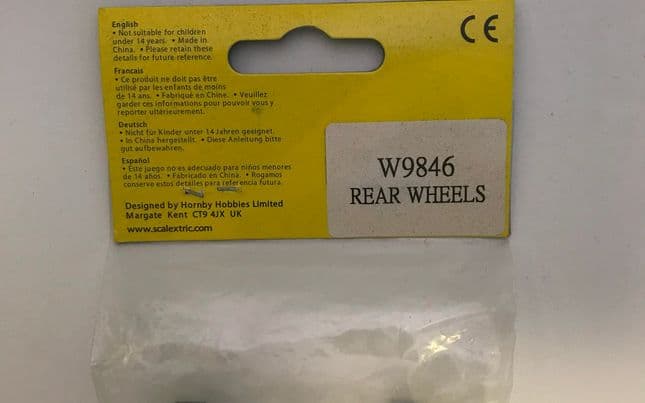 English
• Not suitable for children
under 14 years. • Made in
China. • Please retain these
details for future reference.
Francais
• Ce produit ne doit pas être
utilisé par les enfants de moins
de 14 ans. • Fabriqué en Chine. • Veuillez
garder ces informations pour pouvoir vous y
reporter ultérieurement.
Deutsch
• Nicht für Kinder unter 14 Jahren geeignet.
• In China hergestellt. • Diese Anleitung bitte
gut aufbewahren.
Español
• Este juego no es adecuado para niños menores
de 14 años. • Fabricado en China. • Rogamos
conserve estos detalles para referencia futura.
Designed by Hornby Hobbies Limited
Margate Kent CT9 4JX UK
www.scalextric.com
CE
W9846
REAR WHEELS